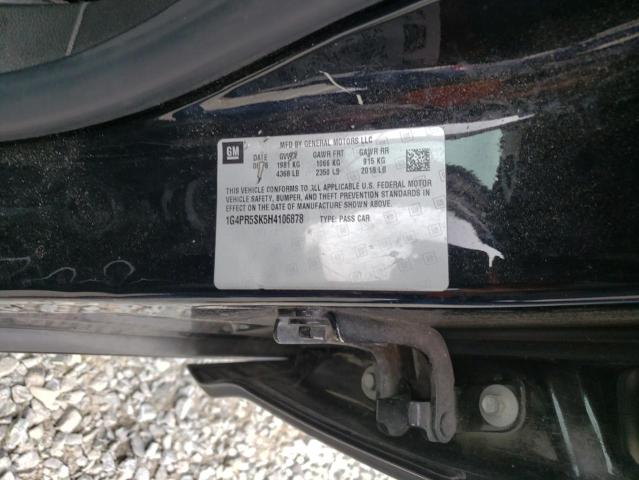 GM
MFD BY GENERAL MOTORS LLC
DATE GVWR GAWR FRT GAWR RR
1981 KG 1066 KG 915 KG
4368 LB 2350 LB 2018 LB
THIS VEHICLE CONFORMS TO ALL APPLICABLE U.S. FEDERAL MOTOR
VEHICLE SAFETY, BUMPER, AND THEFT PREVENTION STANDARDS IN
EFFECT ON THE DATE OF MANUFACTURE SHOWN ABOVE.
1G4PR5SK5H4106878 TYPE: PASS CAR